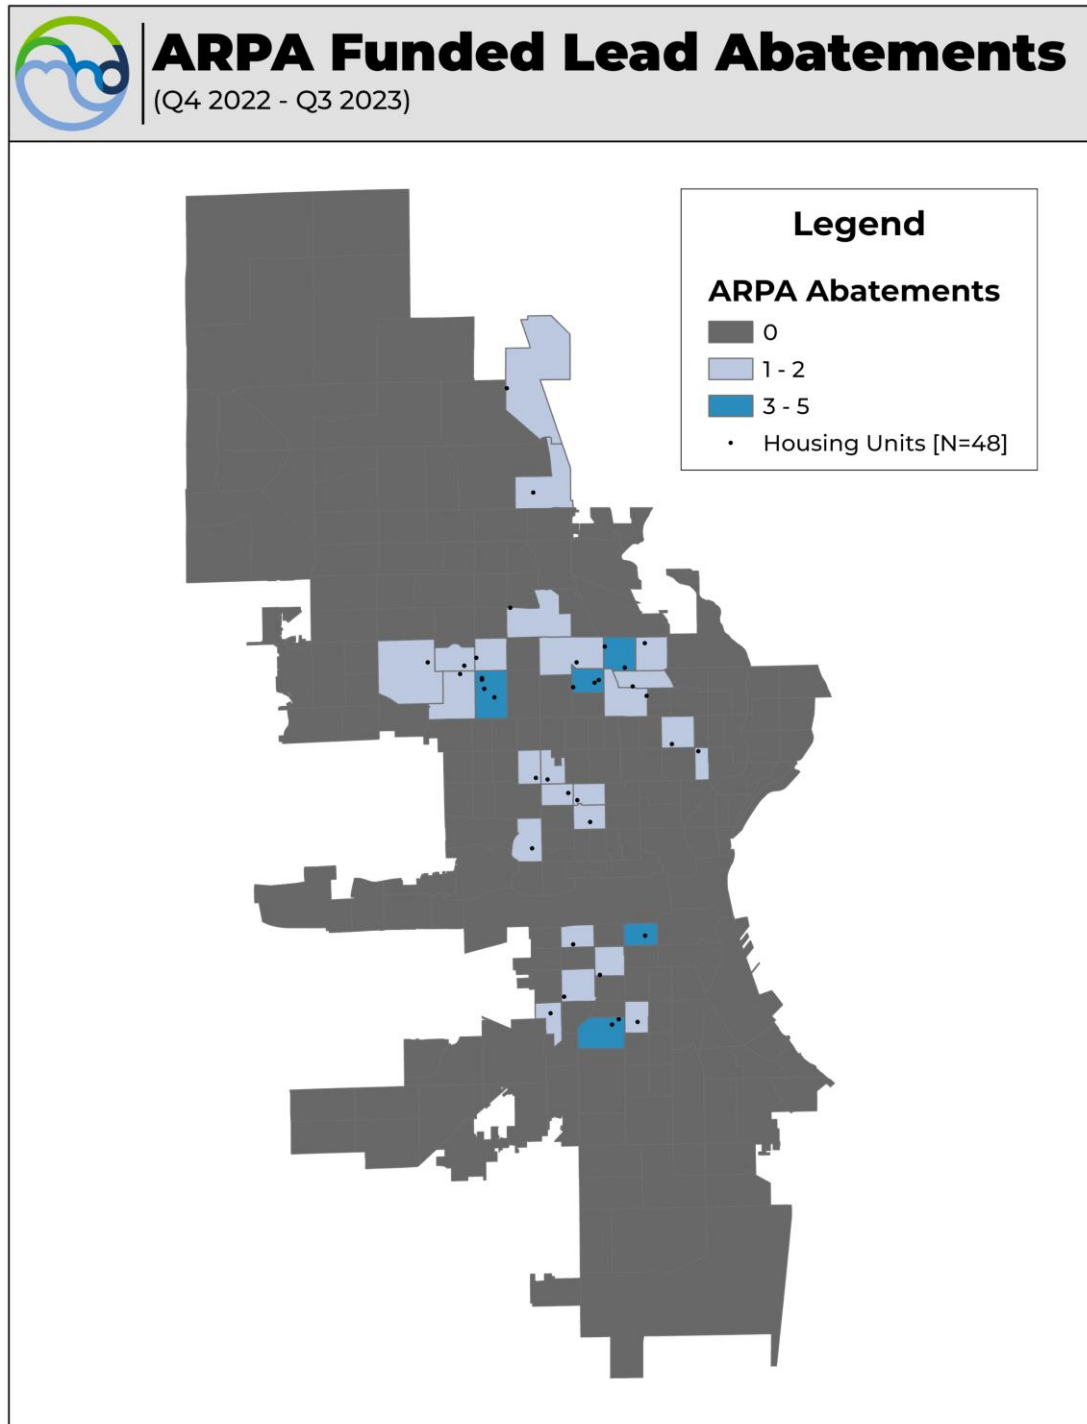 mhd
ARPA Funded Lead Abatements
(Q4 2022 - Q3 2023)
Legend
ARPA Abatements
0
1 - 2
3 - 5
Housing Units [N=48]